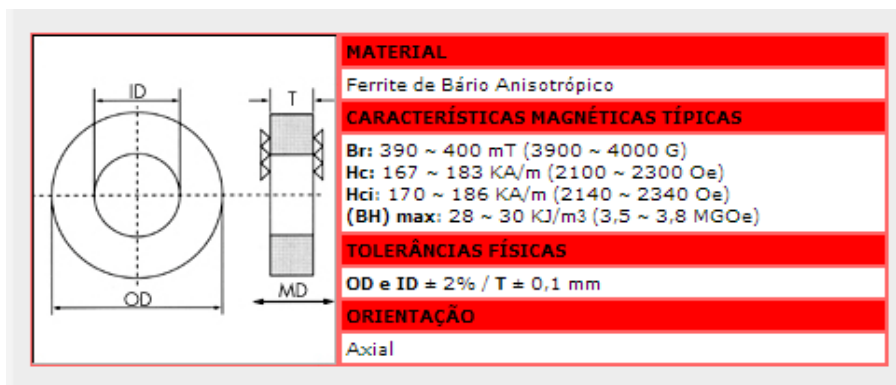 ID
T
OD
MD
MATERIAL
Ferrite de Bário Anisotrópico
CARACTERÍSTICAS MAGNÉTICAS TÍPICAS
Br: 390 ~ 400 mT (3900 ~ 4000 G)
Hc: 167 ~ 183 KA/m (2100 ~ 2300 Oe)
Hci: 170 ~ 186 KA/m (2140 ~ 2340 Oe)
(BH) max: 28 ~ 30 KJ/m3 (3,5 ~ 3,8 MGOe)
TOLERÂNCIAS FÍSICAS
OD e ID ± 2% / T ± 0,1 mm
ORIENTAÇÃO
Axial